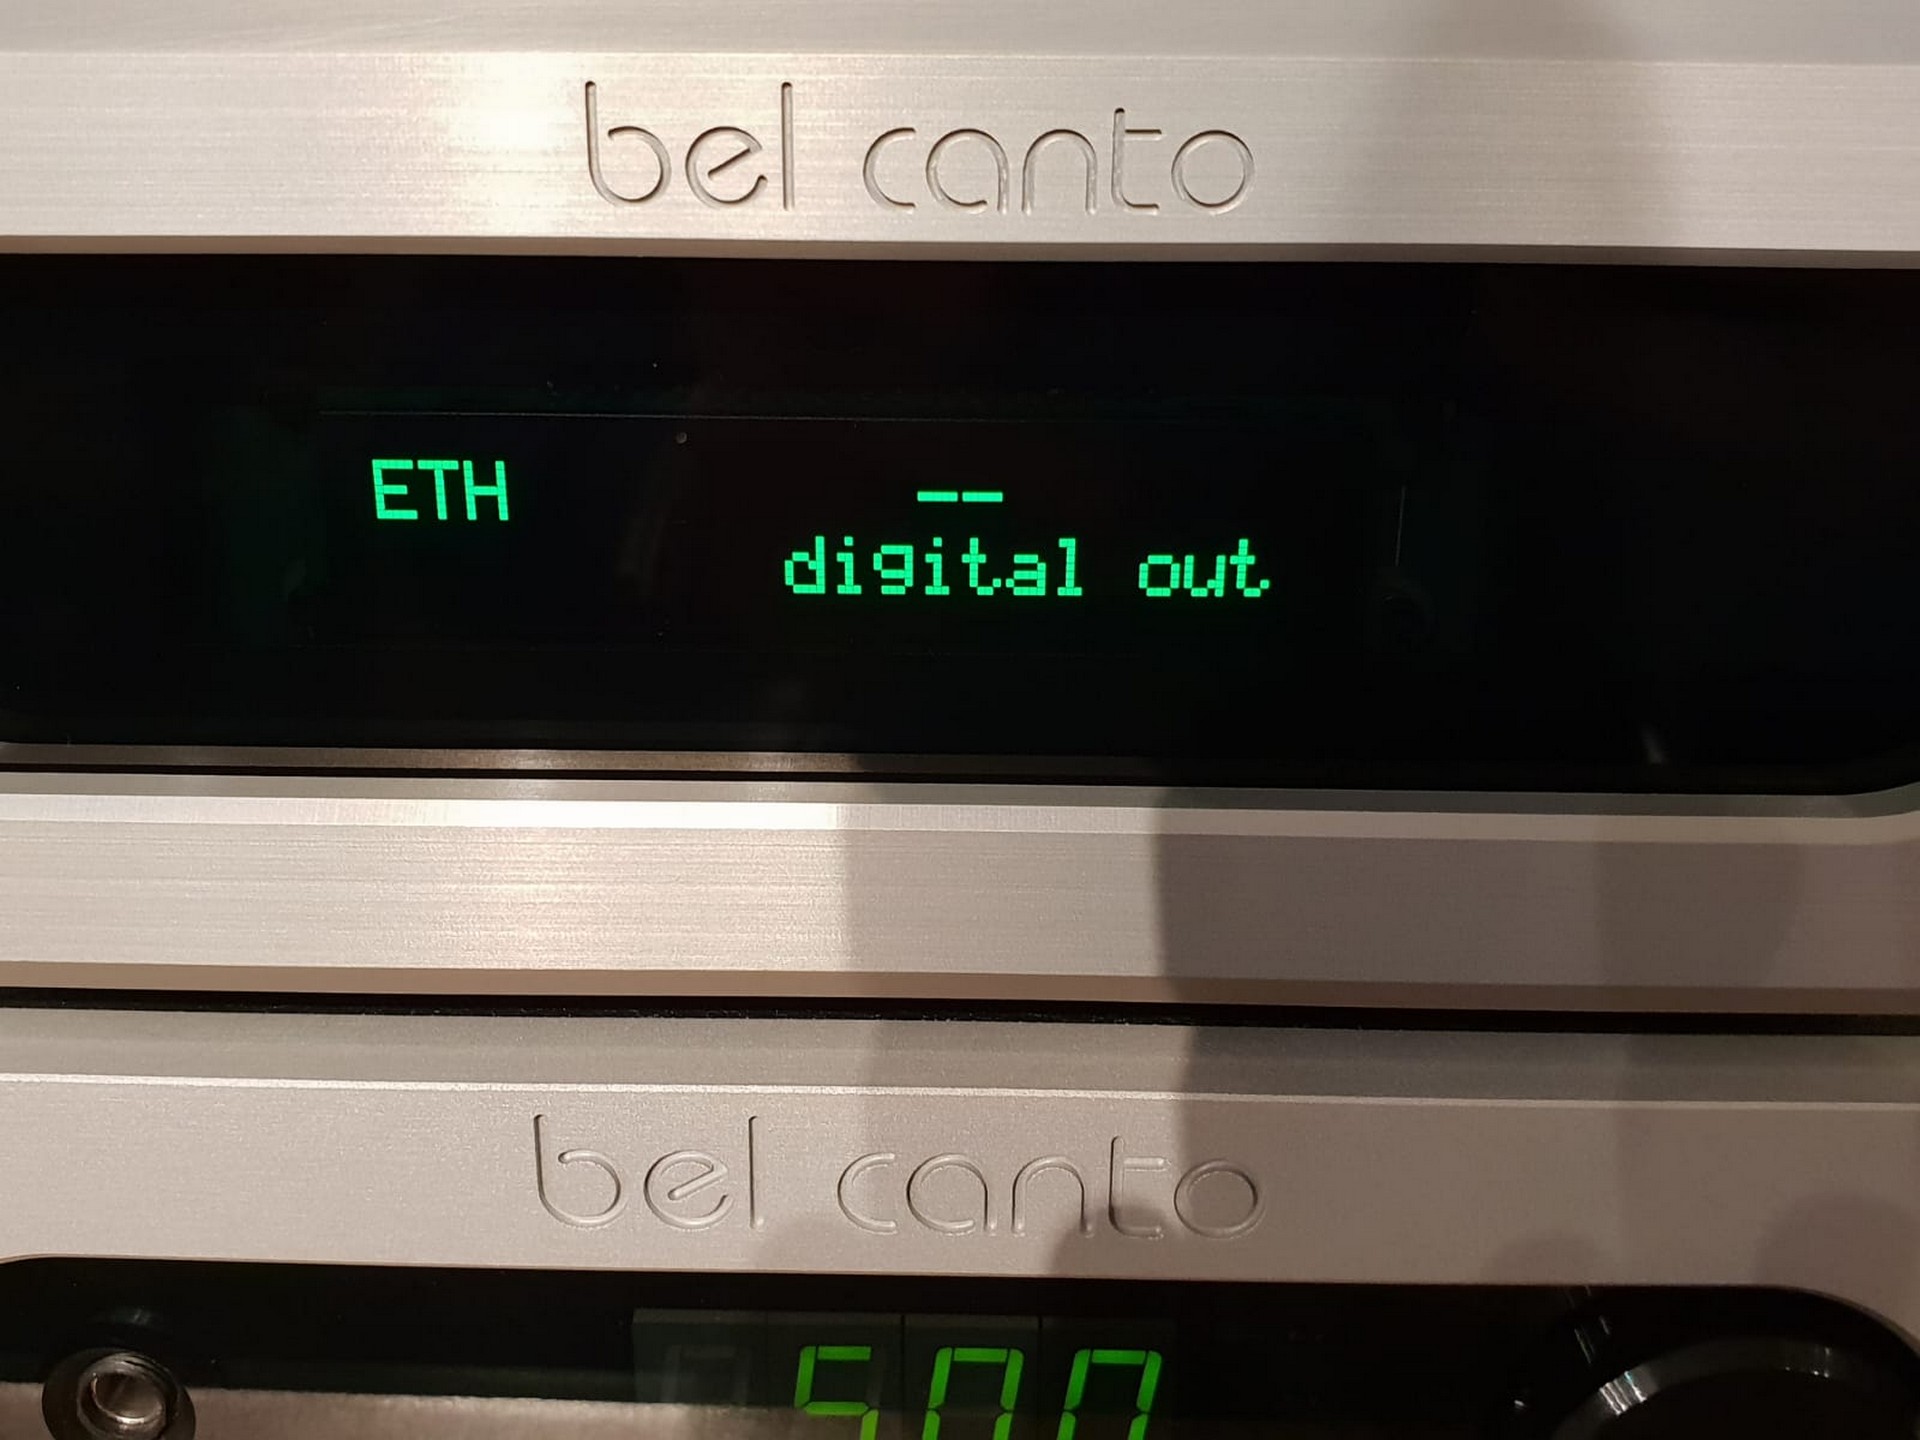 bel canto
ETH --
digital out
bel canto